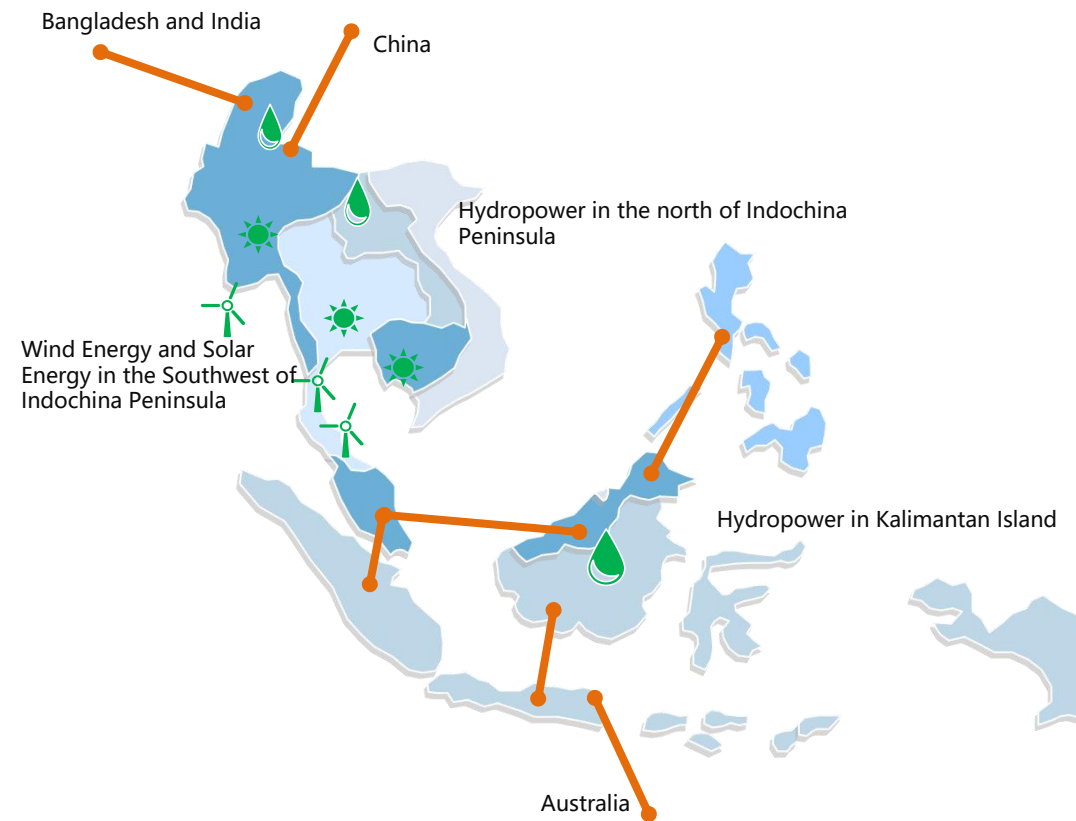 Bangladesh and India
China
Hydropower in the north of Indochina
Peninsula
Wind Energy and Solar
Energy in the Southwest of
Indochina Peninsula
Hydropower in Kalimantan Island
Australia